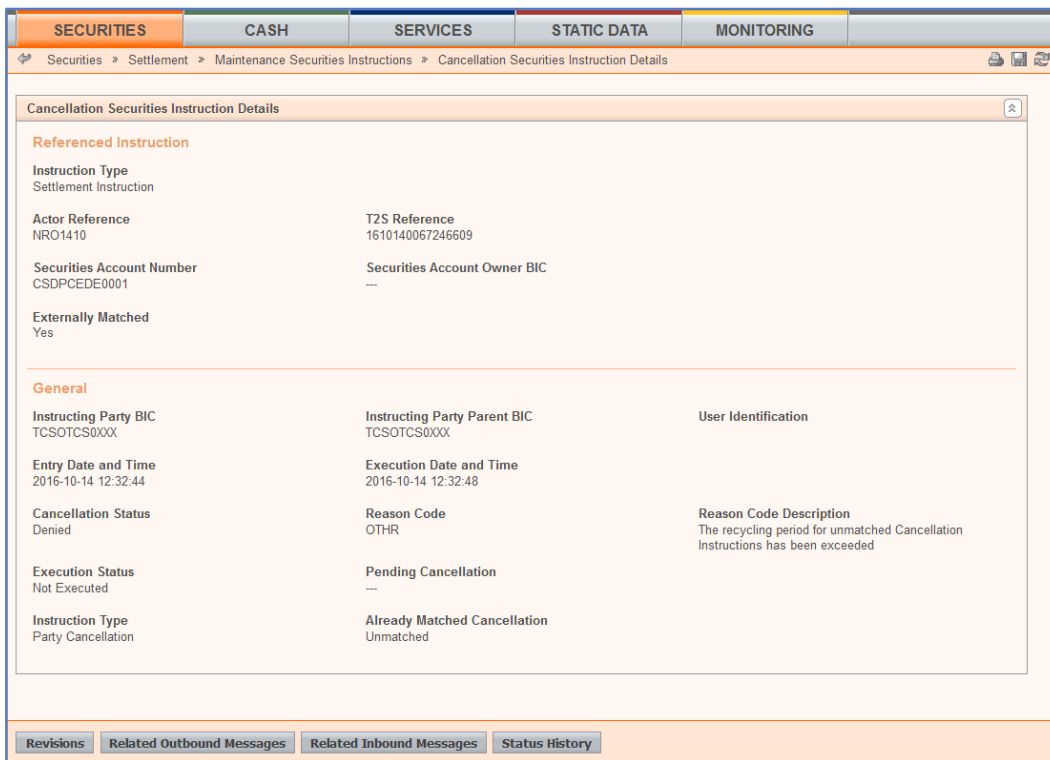 SECURITIES CASH SERVICES STATIC DATA MONITORING
Securities » Settlement » Maintenance Securities Instructions » Cancellation Securities Instruction Details
Cancellation Securities Instruction Details
Referenced Instruction
Instruction Type
Settlement Instruction
Actor Reference T2S Reference
NRO1410 1610140067246609
Securities Account Number Securities Account Owner BIC
CSDPCEDE0001 ---
Externally Matched
Yes
General
Instructing Party BIC Instructing Party Parent BIC User Identification
TCSOTCS0XXX TCSOTCS0XXX
Entry Date and Time Execution Date and Time
2016-10-14 12:32:44 2016-10-14 12:32:48
Cancellation Status Reason Code Reason Code Description
Denied OTHR The recycling period for unmatched Cancellation
Instructions has been exceeded
Execution Status Pending Cancellation
Not Executed ---
Instruction Type Already Matched Cancellation
Party Cancellation Unmatched
Revisions Related Outbound Messages Related Inbound Messages Status History